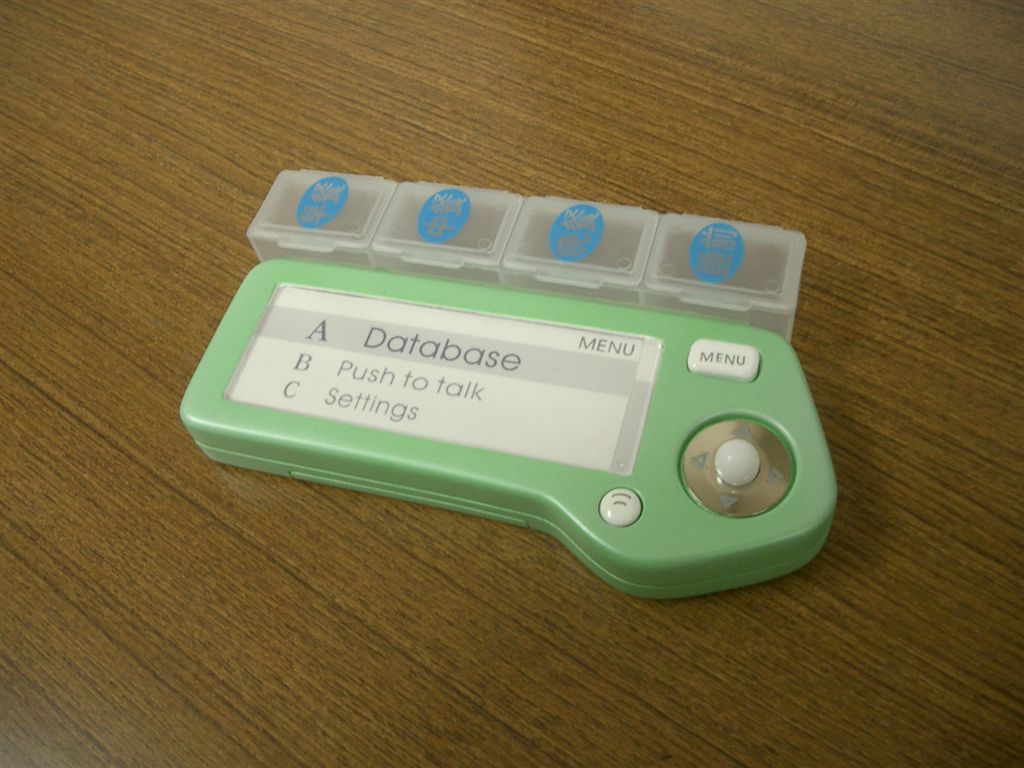 MENU
A Database
B Push to talk
C Settings
MENU